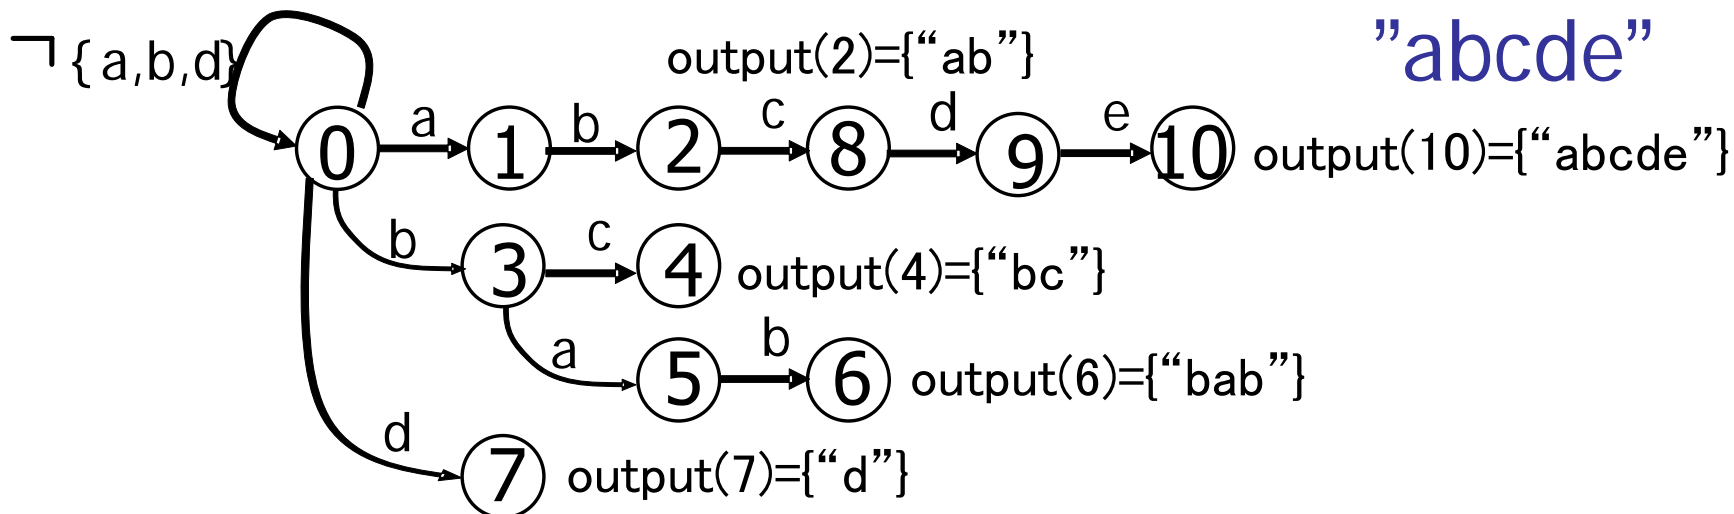 ¬ { a,b,d}
output(2)={“ab”}
”abcde”
0 a 1 b 2 c 8 d 9 e 10 output(10)={“abcde”}
b 3 c 4 output(4)={“bc”}
a 5 b 6 output(6)={“bab”}
d 7 output(7)={“d”}